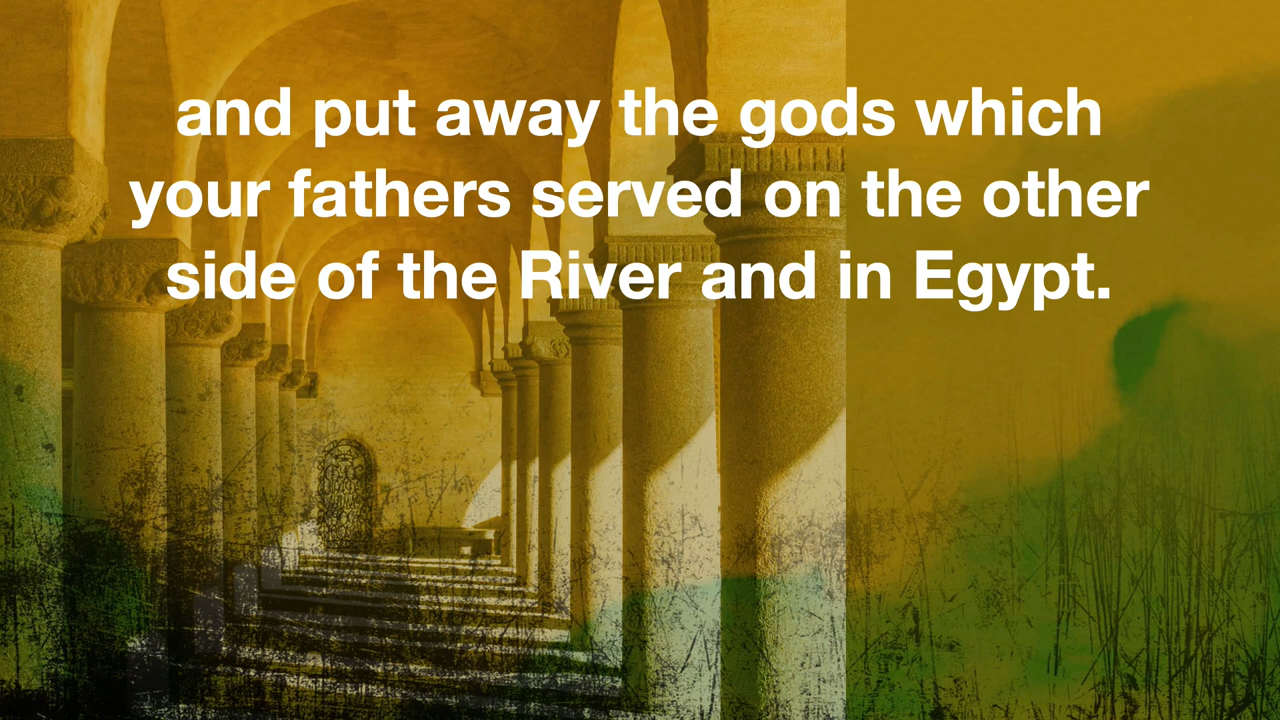 and put away the gods which
your fathers served on the other
side of the River and in Egypt.